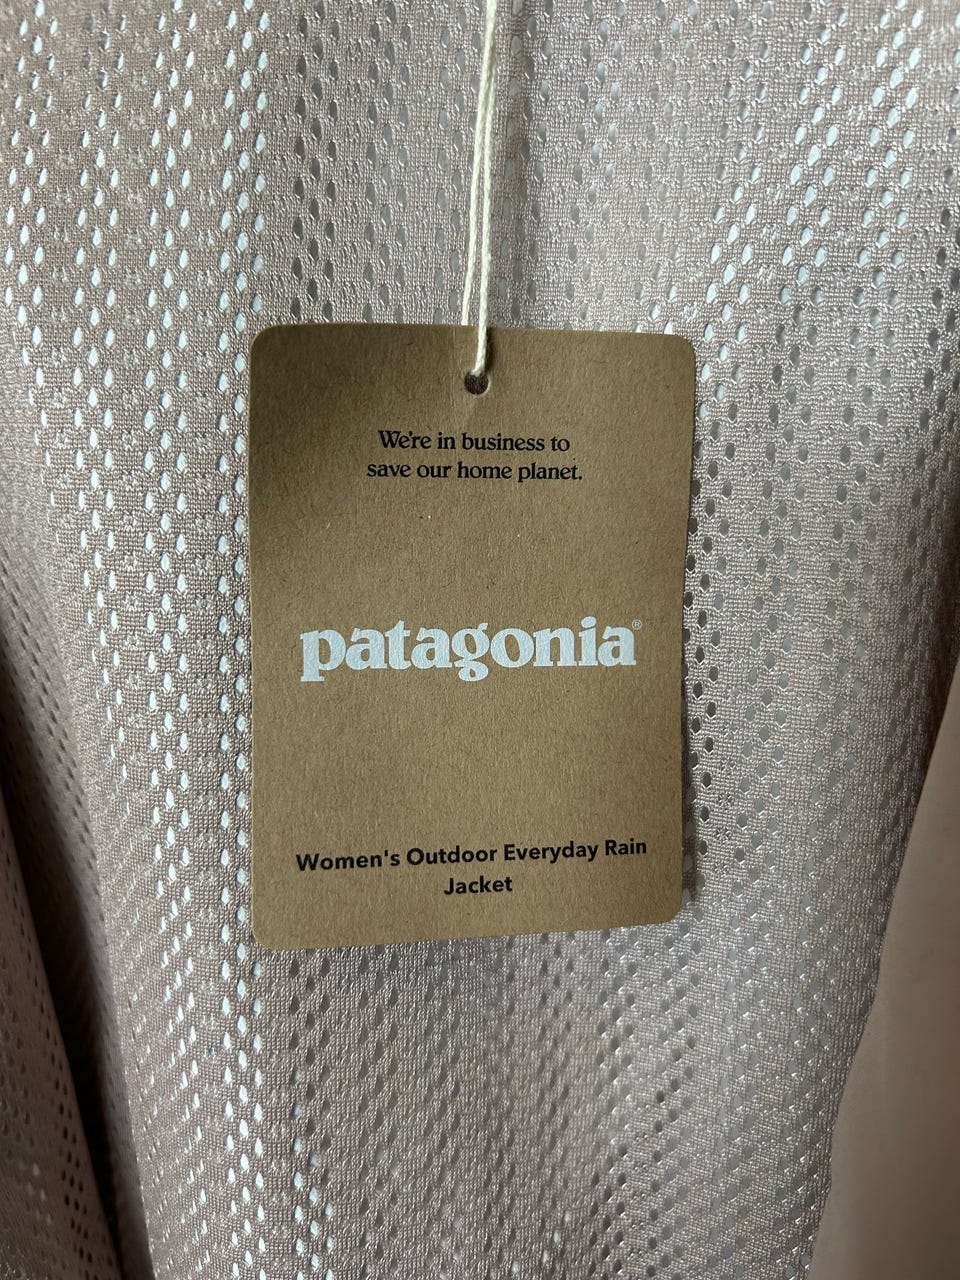 We're in business to
save our home planet.
patagonia®
Women's Outdoor Everyday Rain
Jacket